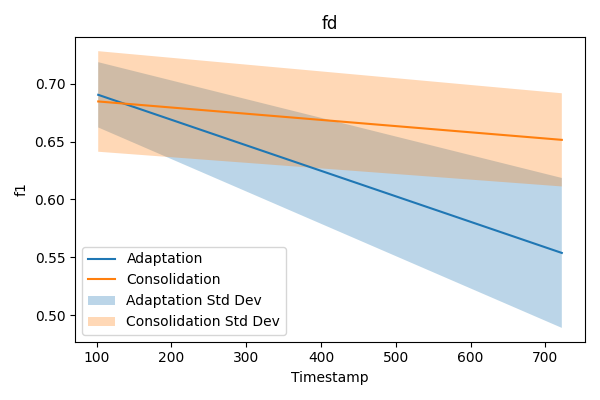 fd
f1
0.70
0.65
0.60
0.55
0.50
Adaptation
Consolidation
Adaptation Std Dev
Consolidation Std Dev
100 200 300 400 500 600 700
Timestamp